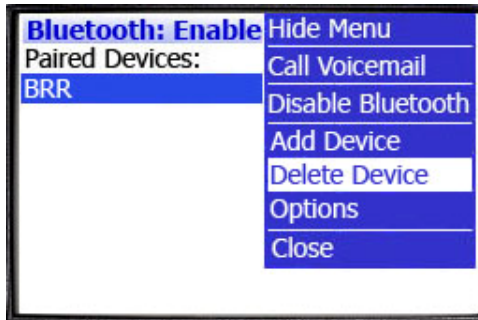 Bluetooth: Enable
Paired Devices:
BRR
Hide Menu
Call Voicemail
Disable Bluetooth
Add Device
Delete Device
Options
Close